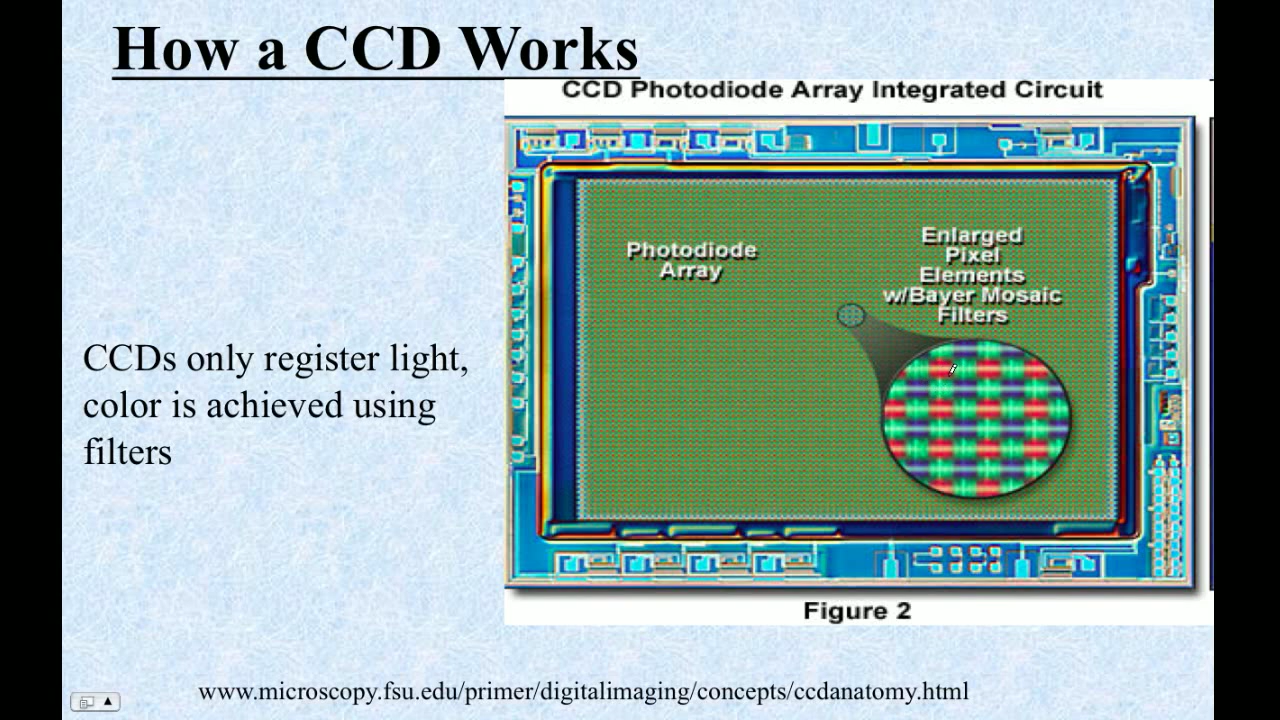 How a CCD Works
CCD Photodiode Array Integrated Circuit
Photodiode
Array
Enlarged
Pixel
Elements
w/Bayer Mosaic
Filters
CCDs only register light,
color is achieved using
filters
Figure 2
www.microscopy.fsu.edu/primer/digitalimaging/concepts/ccdanatomy.html